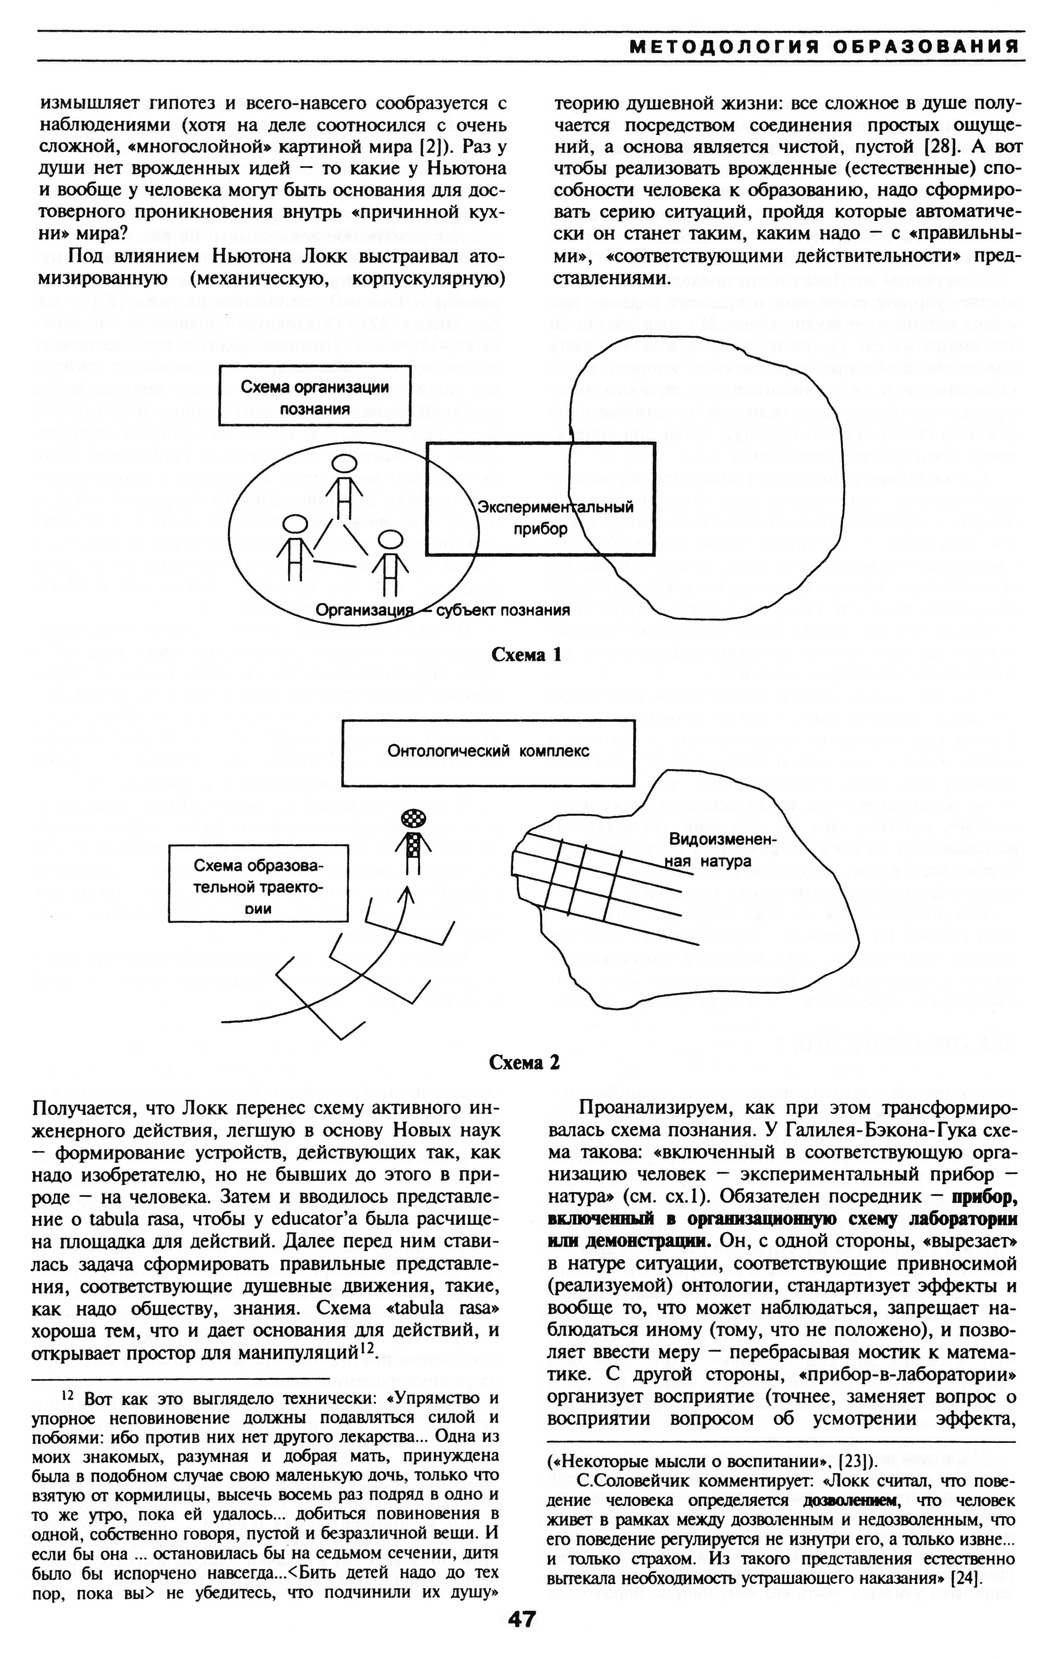 МЕТОДОЛОГИЯ ОБРАЗОВАНИЯ
измышляет гипотез и всего-навсего сообразуется с
наблюдениями (хотя на деле соотносился с очень
сложной, «многослойной» картиной мира [2]). Раз у
души нет врожденных идей — то какие у Ньютона
и вообще у человека могут быть основания для дос-
товерного проникновения внутрь «причинной кух-
ни» мира?
Под влиянием Ньютона Локк выстраивал ато-
мизированную (механическую, корпускулярную)
теорию душевной жизни: все сложное в душе полу-
чается посредством соединения простых ощуще-
ний, а основа является чистой, пустой [28]. А вот
чтобы реализовать врожденные (естественные) спо-
собности человека к образованию, надо сформиро-
вать серию ситуаций, пройдя которые автоматиче-
ски он станет таким, каким надо — с «правильны-
ми», «соответствующими действительности» пред-
ставлениями.
Схема организации
познания
Экспериментальный
прибор
Организация — субъект познания
Схема 1
Онтологический комплекс
Видоизменен-
ная натура
Схема образова-
тельной траекто-
рии
Схема 2
Получается, что Локк перенес схему активного ин-
женерного действия, легшую в основу Новых наук
— формирование устройств, действующих так, как
надо изобретателю, но не бывших до этого в при-
роде — на человека. Затем и вводилось представле-
ние о tabula rasa, чтобы у educator'а была расчище-
на площадка для действий. Далее перед ним стави-
лась задача сформировать правильные представле-
ния, соответствующие душевные движения, такие,
как надо обществу, знания. Схема «tabula rasa»
хороша тем, что и дает основания для действий, и
открывает простор для манипуляций12.
12 Вот как это выглядело технически: «Упрямство и
упорное неповиновение должны подавляться силой и
побоями: ибо против них нет другого лекарства... Одна из
моих знакомых, разумная и добрая мать, принуждена
была в подобном случае свою маленькую дочь, только что
взятую от кормилицы, высечь восемь раз подряд в одно и
то же утро, пока ей удалось... добиться повиновения в
одной, собственно говоря, пустой и безразличной вещи. И
если бы она ... остановилась бы на седьмом сечении, дитя
было бы испорчено навсегда...<Бить детей надо до тех
пор, пока вы> не убедитесь, что подчинили их душу»
Проанализируем, как при этом трансформиро-
валась схема познания. У Галилея-Бэкона-Гука схе-
ма такова: «включенный в соответствующую орга-
низацию человек — экспериментальный прибор —
натура» (см. сх.1). Обязателен посредник — прибор,
включенный в организационную схему лаборатории
или демонстрации. Он, с одной стороны, «вырезает»
в натуре ситуации, соответствующие привносимой
(реализуемой) онтологии, стандартизует эффекты и
вообще то, что может наблюдаться, запрещает на-
блюдаться иному (тому, что не положено), и позво-
ляет ввести меру — перебрасывая мостик к матема-
тике. С другой стороны, «прибор-в-лаборатории»
организует восприятие (точнее, заменяет вопрос о
восприятии вопросом об усмотрении эффекта,
(«Некоторые мысли о воспитании», [23]).
С.Соловейчик комментирует: «Локк считал, что пове-
дение человека определяется дозволением, что человек
живет в рамках между дозволенным и недозволенным, что
его поведение регулируется не изнутри его, а только извне...
и только страхом. Из такого представления естественно
вытекала необходимость устрашающего наказания» [24].
47